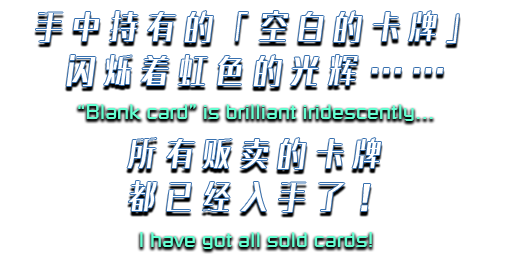 手中持有的「空白的卡牌」
闪烁着虹色的光辉……
“Blank card” is brilliant iridescently...
所有贩卖的卡牌
都已经入手了！
I have got all sold cards!